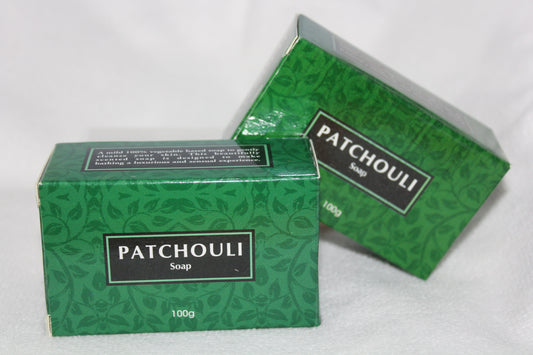 A mild 100% vegetable based soap to gently
cleanse your skin. This beautifully
scented soap is designed to make
bathing a luxurious and sensual experience.
PATCHOULI
Soap
100g
PATCHOULI
Soap
100g